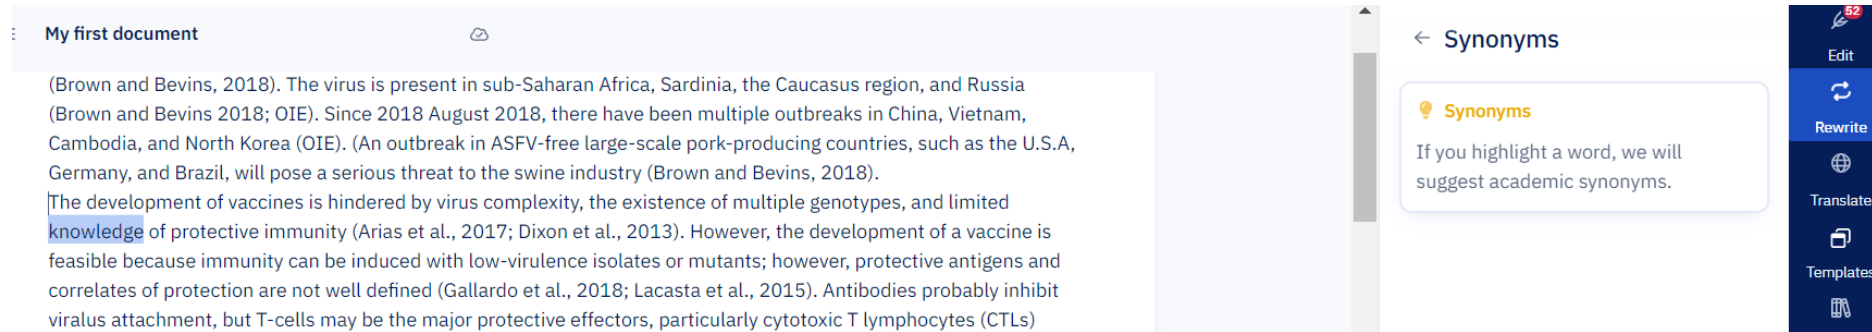 My first document
(Brown and Bevins, 2018). The virus is present in sub-Saharan Africa, Sardinia, the Caucasus region, and Russia
(Brown and Bevins 2018; OIE). Since 2018 August 2018, there have been multiple outbreaks in China, Vietnam,
Cambodia, and North Korea (OIE). (An outbreak in ASFV-free large-scale pork-producing countries, such as the U.S.A,
Germany, and Brazil, will pose a serious threat to the swine industry (Brown and Bevins, 2018).
The development of vaccines is hindered by virus complexity, the existence of multiple genotypes, and limited
knowledge of protective immunity (Arias et al., 2017; Dixon et al., 2013). However, the development of a vaccine is
feasible because immunity can be induced with low-virulence isolates or mutants; however, protective antigens and
correlates of protection are not well defined (Gallardo et al., 2018; Lacasta et al., 2015). Antibodies probably inhibit
viralus attachment, but T-cells may be the major protective effectors, particularly cytotoxic T lymphocytes (CTLs)
Synonyms
Synonyms
If you highlight a word, we will
suggest academic synonyms.
52
Edit
Rewrite
Translate
Templates